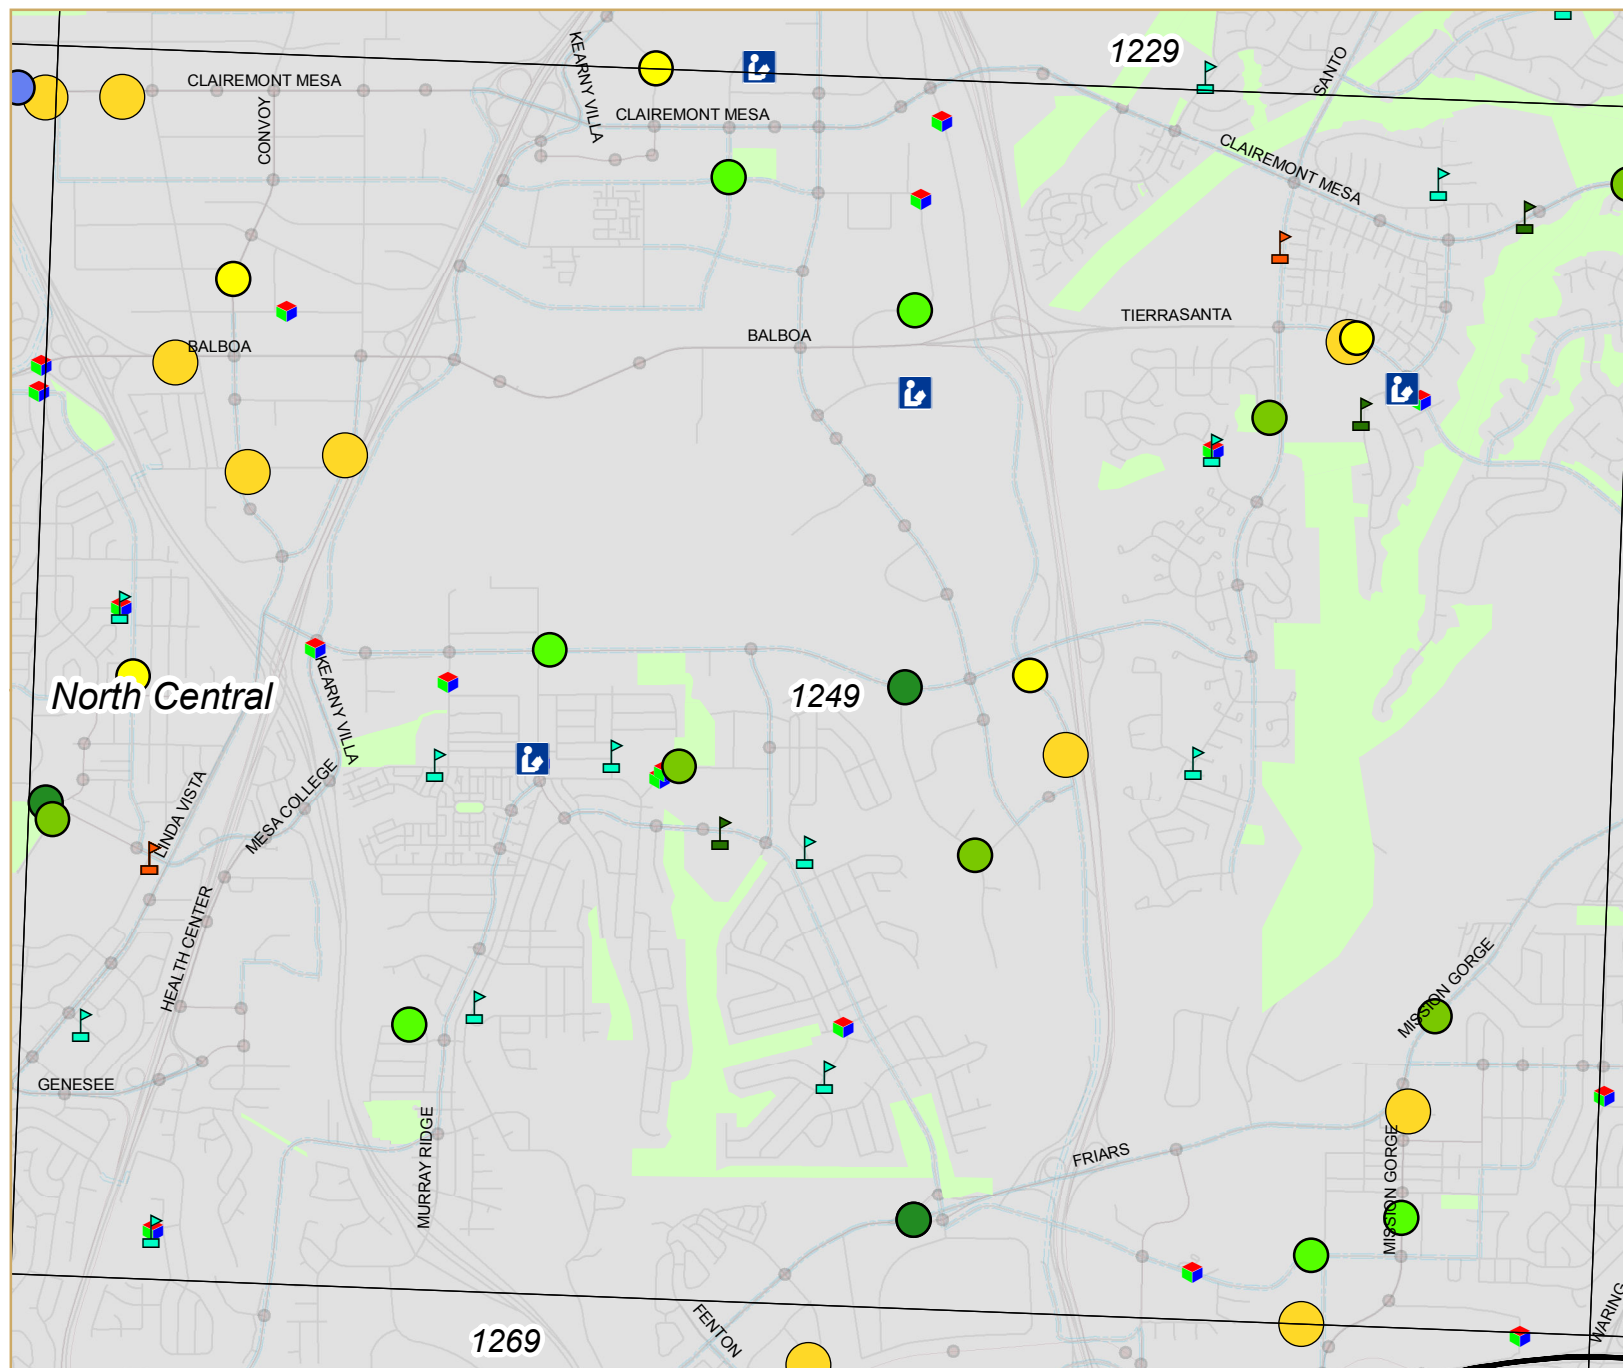 1229
KEARNY VILLA
SANTO
CLAIREMONT MESA
CLAIREMONT MESA
CONVOY
CLAIREMONT MESA
TIERRASANTA
BALBOA
BALBOA
KEARNY VILLA
North Central
1249
LINDA VISTA
MESA COLLEGE
HEALTH CENTER
MISSION GORGE
GENESEE
MURRAY RIDGE
FRIARS
MISSION GORGE
FENTON
WARING
1269